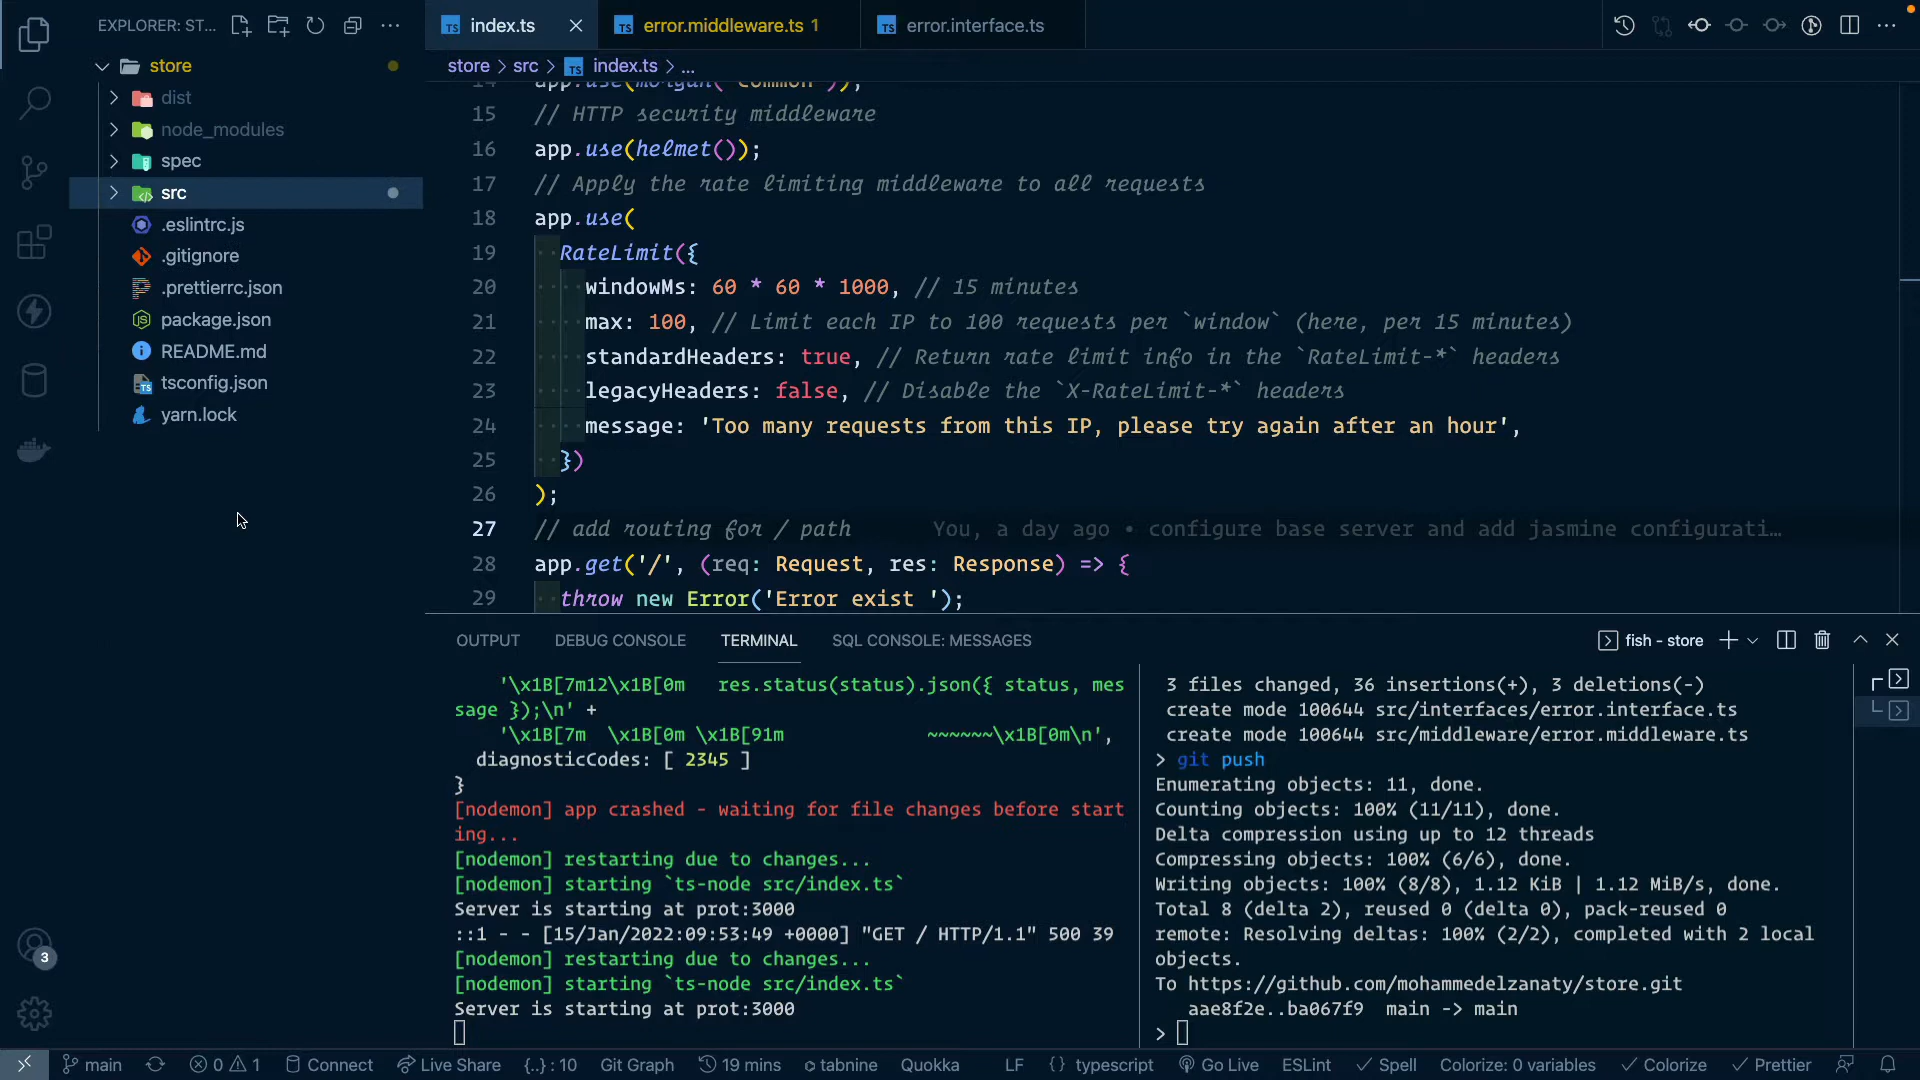 EXPLORER: ST...
store
dist
node_modules
spec
src
.eslintrc.js
.gitignore
.prettierrc.json
package.json
README.md
tsconfig.json
yarn.lock
3
index.ts
error.middleware.ts 1
error.interface.ts
store > src > index.ts > ...
14 app.use(morgan('common'));
15 // HTTP security middleware
16 app.use(helmet());
17 // Apply the rate limiting middleware to all requests
18 app.use(
19 RateLimit({
20 windowMs: 60 * 60 * 1000, // 15 minutes
21 max: 100, // Limit each IP to 100 requests per `window` (here, per 15 minutes)
22 standardHeaders: true, // Return rate limit info in the `RateLimit-*` headers
23 legacyHeaders: false, // Disable the `X-RateLimit-*` headers
24 message: 'Too many requests from this IP, please try again after an hour',
25 })
26 );
27 // add routing for / path You, a day ago • configure base server and add jasmine configurati...
28 app.get('/', (req: Request, res: Response) => {
29 throw new Error('Error exist ');
OUTPUT
DEBUG CONSOLE
TERMINAL
SQL CONSOLE: MESSAGES
fish - store
'\x1B[7m12\x1B[0m   res.status(status).json({ status, mes
sage });\n' +
'\x1B[7m  \x1B[0m \x1B[91m              ~~~~~~\x1B[0m\n',
diagnosticCodes: [ 2345 ]
}
[nodemon] app crashed - waiting for file changes before start
ing...
[nodemon] restarting due to changes...
[nodemon] starting `ts-node src/index.ts`
Server is starting at prot:3000
::1 - - [15/Jan/2022:09:53:49 +0000] "GET / HTTP/1.1" 500 39
[nodemon] restarting due to changes...
[nodemon] starting `ts-node src/index.ts`
Server is starting at prot:3000
3 files changed, 36 insertions(+), 3 deletions(-)
create mode 100644 src/interfaces/error.interface.ts
create mode 100644 src/middleware/error.middleware.ts
> git push
Enumerating objects: 11, done.
Counting objects: 100% (11/11), done.
Delta compression using up to 12 threads
Compressing objects: 100% (6/6), done.
Writing objects: 100% (8/8), 1.12 KiB | 1.12 MiB/s, done.
Total 8 (delta 2), reused 0 (delta 0), pack-reused 0
remote: Resolving deltas: 100% (2/2), completed with 2 local
objects.
To https://github.com/mohammedelzanaty/store.git
aae8f2e..ba067f9  main -> main
>
main 0 1 Connect Live Share {..} : 10 Git Graph 19 mins tabnine Quokka LF {} typescript Go Live ESLint Spell Colorize: 0 variables Colorize Prettier